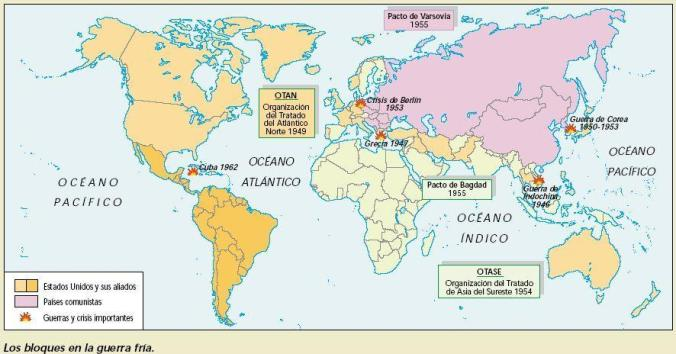 Pacto de Varsovia
1955
OTAN
Organización
del Tratado
del Atlántico
Norte 1949
Crisis de Berlín
1953
Guerra de Corea
1950-1953
Grecia 1947
Cuba 1962
OCÉANO
ATLÁNTICO
OCÉANO
PACÍFICO
OCÉANO
PACÍFICO
Pacto de Bagdad
1955
Guerra de
Indochina
1946
OCÉANO
ÍNDICO
OTASE
Organización del Tratado
de Asia del Sureste 1954
Estados Unidos y sus aliados
Países comunistas
Guerras y crisis importantes
Los bloques en la guerra fría.